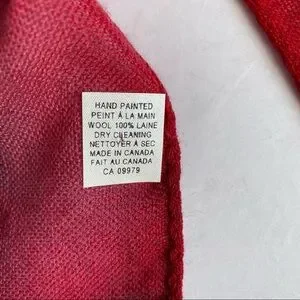 HAND PAINTED
PEINT À LA MAIN
WOOL 100% LAINE
DRY CLEANING
NETTOYER À SEC
MADE IN CANADA
FAIT AU CANADA
CA 09979